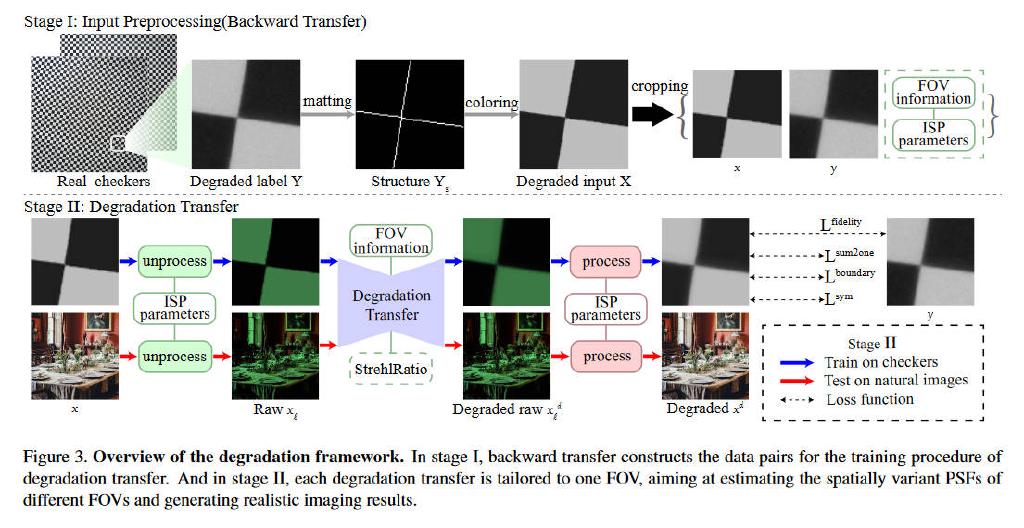 Stage I: Input Preprocessing(Backward Transfer)
matting
coloring
cropping
FOV
information
ISP
parameters
Real checkers
Degraded label Y
Structure Y_s
Degraded input X
x
y
Stage II: Degradation Transfer
unprocess
FOV
information
process
L^fidelity
L^sum2one
L^boundary
L^sym
ISP
parameters
Degradation
Transfer
ISP
parameters
y
unprocess
StrehlRatio
process
Stage II
Train on checkers
Test on natural images
Loss function
x
Raw x_ℓ
Degraded raw x_ℓ^d
Degraded x^d
Figure 3. Overview of the degradation framework. In stage I, backward transfer constructs the data pairs for the training procedure of
degradation transfer. And in stage II, each degradation transfer is tailored to one FOV, aiming at estimating the spatially variant PSFs of
different FOVs and generating realistic imaging results.